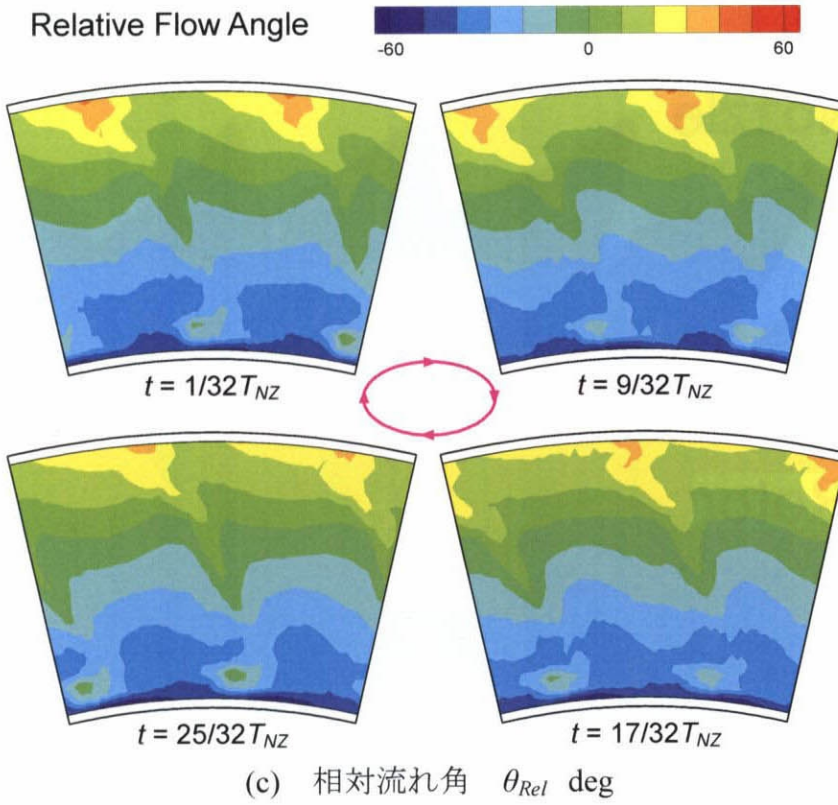 Relative Flow Angle
-60 0 60
t = 1/32T_NZ
t = 9/32T_NZ
t = 25/32T_NZ
t = 17/32T_NZ
(c) 相対流れ角 θ_Rel deg